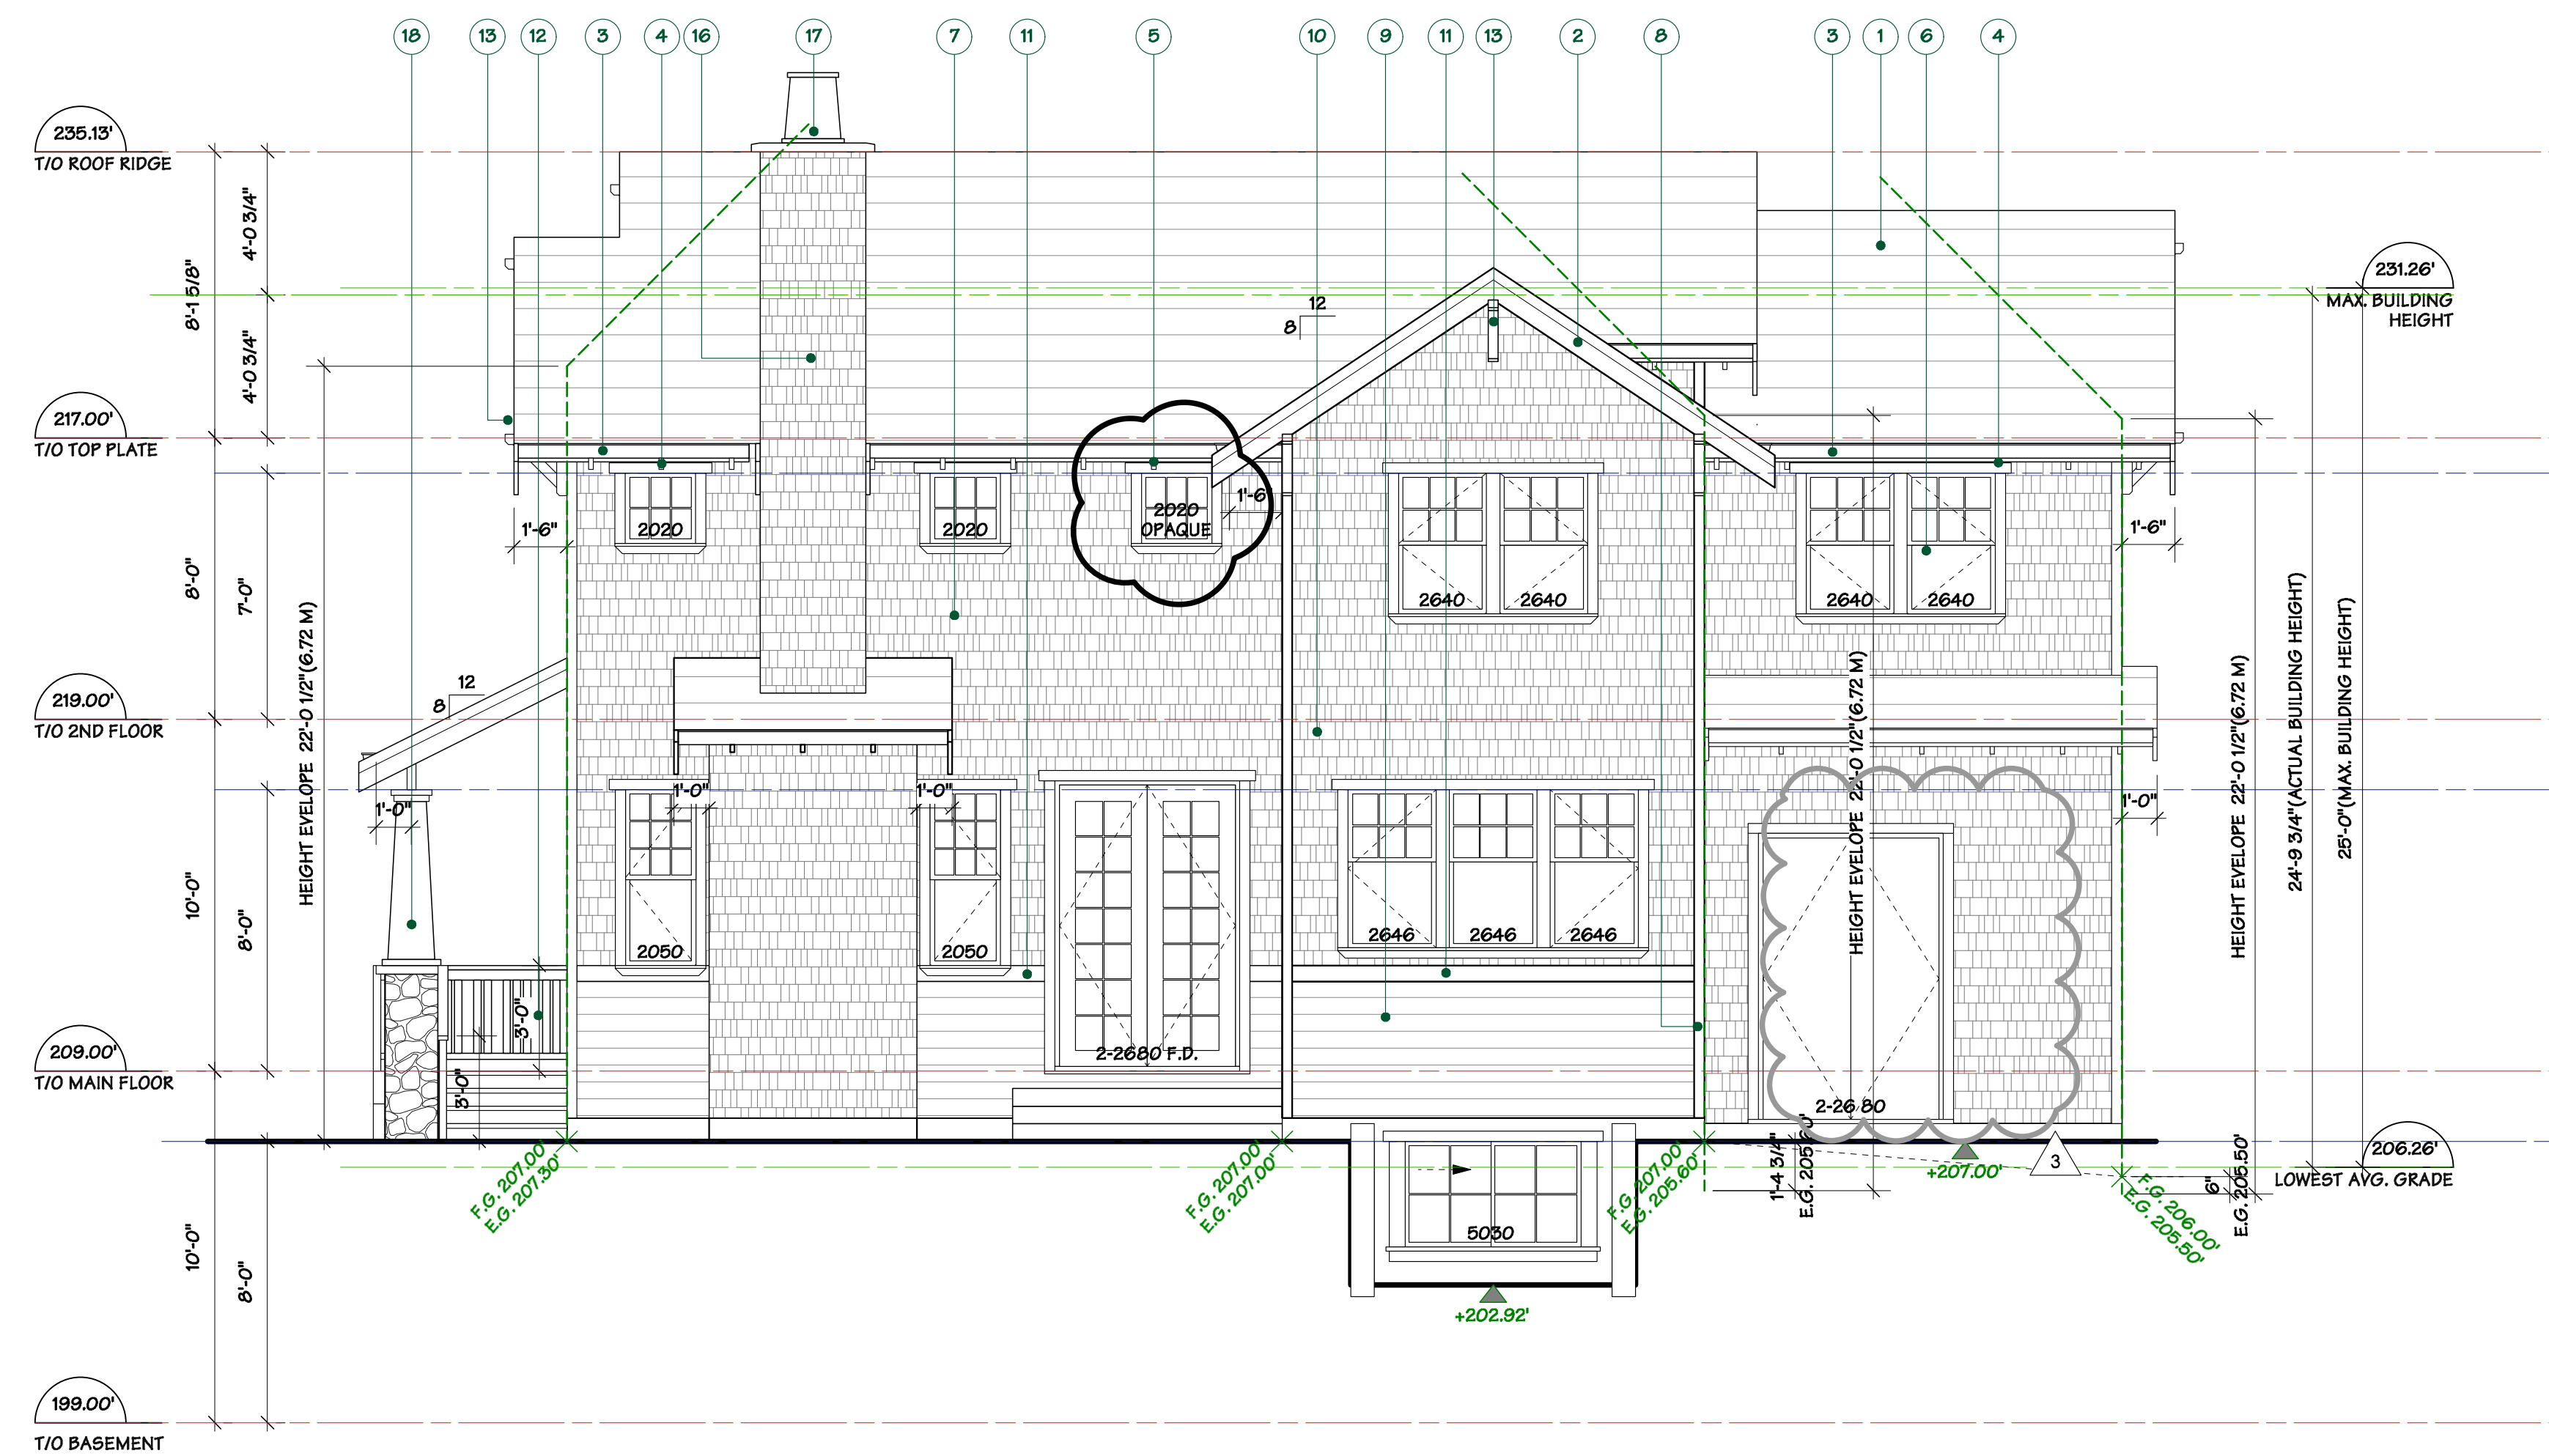 18
13
12
3
4
16
17
7
11
5
10
9
11
13
2
8
3
1
6
4
235.13'
T/O ROOF RIDGE
4'-0 3/4"
8'-1 5/8"
4'-0 3/4"
231.26'
MAX. BUILDING
HEIGHT
12
8
217.00'
T/O TOP PLATE
1'-6"
2020
2020
2020
OPAQUE
1'-6"
1'-6"
8'-0"
7'-0"
2640
2640
2640
2640
HEIGHT EVELOPE 22'-0 1/2"(6.72 M)
HEIGHT EVELOPE 22'-0 1/2"(6.72 M)
HEIGHT EVELOPE 22'-0 1/2"(6.72 M)
24'-9 3/4"(ACTUAL BUILDING HEIGHT)
25'-0"(MAX. BUILDING HEIGHT)
12
8
219.00'
T/O 2ND FLOOR
1'-0"
1'-0"
1'-0"
1'-0"
10'-0"
8'-0"
2050
2050
2646
2646
2646
3'-0"
2-2680 F.D.
209.00'
T/O MAIN FLOOR
3'-0"
2-26 80
F.G. 207.00'
E.G. 207.30'
F.G. 207.00'
E.G. 207.00'
F.G. 207.00'
E.G. 205.60'
1'-4 3/4"
E.G. 205.60'
+207.00'
3
F.G. 206.00'
E.G. 205.50'
6"
E.G. 205.50'
206.26'
LOWEST AVG. GRADE
5030
+202.92'
10'-0"
8'-0"
199.00'
T/O BASEMENT